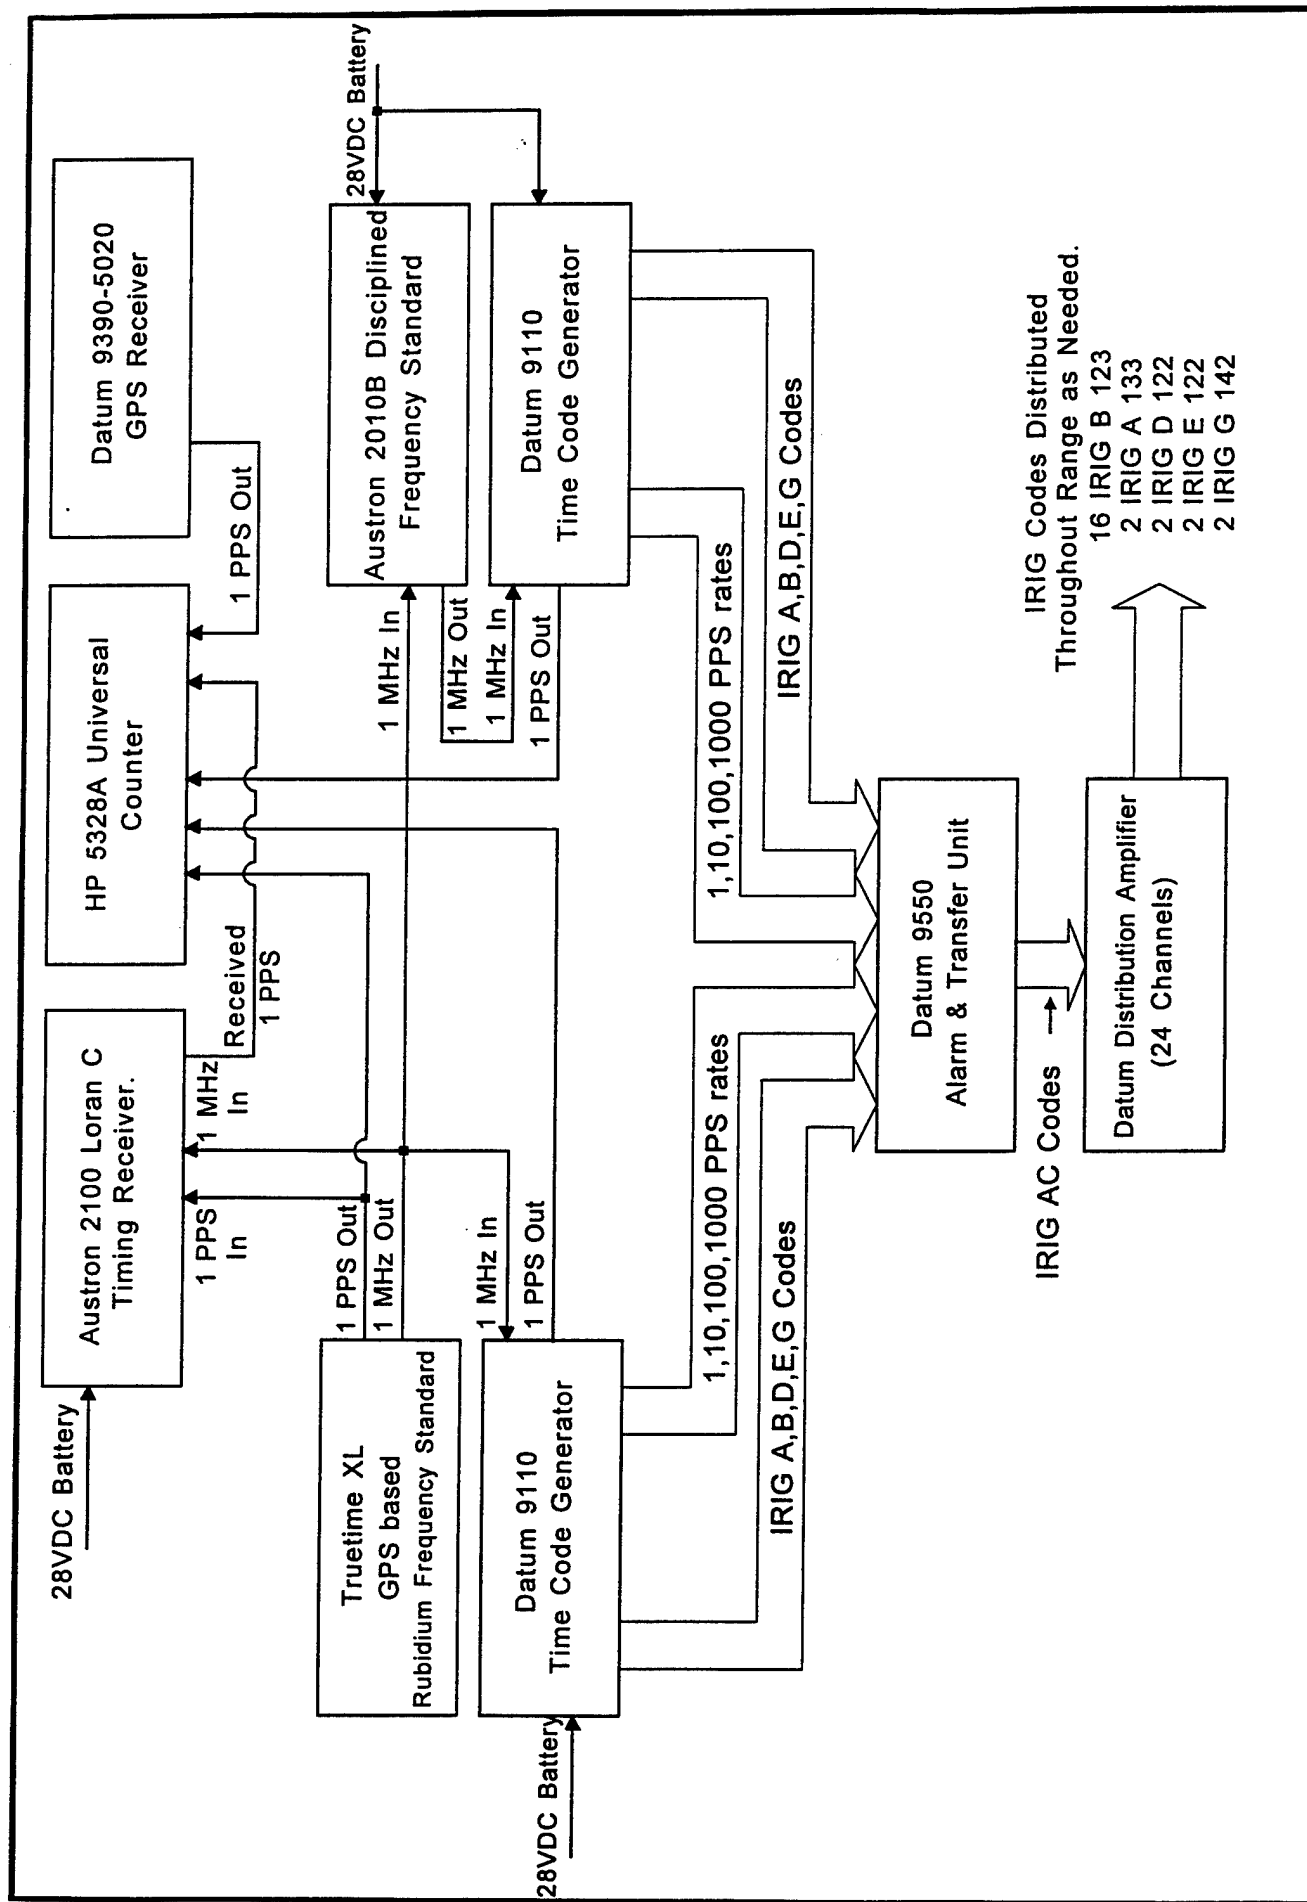 28VDC Battery
Austron 2100 Loran C
Timing Receiver.
HP 5328A Universal
Counter
Datum 9390-5020
GPS Receiver
1 PPS
In
1 MHz
In
Received
1 PPS
1 PPS Out
Truetime XL
GPS based
Rubidium Frequency Standard
1 PPS Out
1 MHz Out
1 MHz In
Austron 2010B Disciplined
Frequency Standard
28VDC Battery
1 MHz Out
1 MHz In
1 PPS Out
28VDC Battery
Datum 9110
Time Code Generator
1 MHz In
1 PPS Out
Datum 9110
Time Code Generator
1,10,100,1000 PPS rates
IRIG A,B,D,E,G Codes
1,10,100,1000 PPS rates
IRIG A,B,D,E,G Codes
Datum 9550
Alarm & Transfer Unit
IRIG AC Codes
Datum Distribution Amplifier
(24 Channels)
IRIG Codes Distributed
Throughout Range as Needed.
16 IRIG B 123
2 IRIG A 133
2 IRIG D 122
2 IRIG E 122
2 IRIG G 142